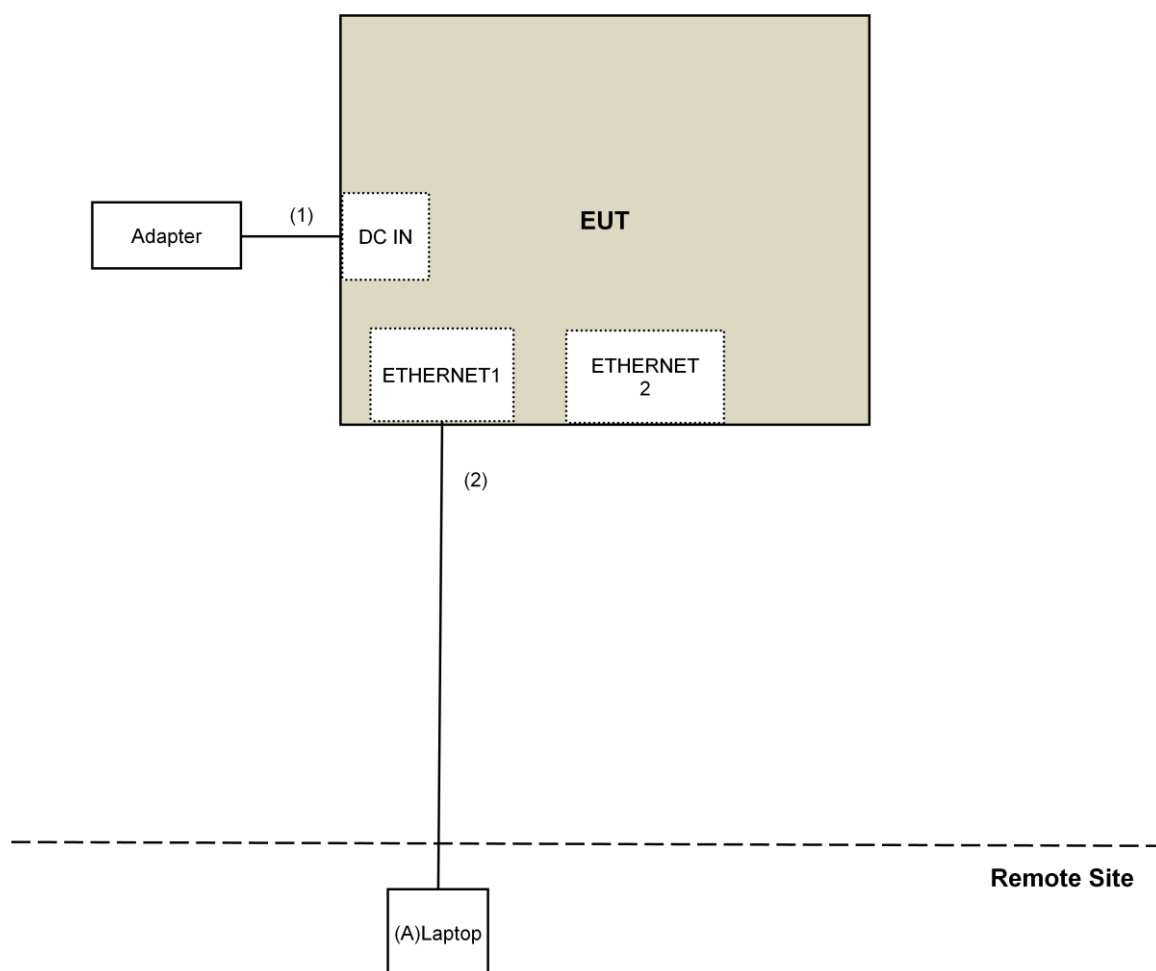 EUT
(1)
Adapter
DC IN
ETHERNET1
ETHERNET
2
(2)
Remote Site
(A)Laptop